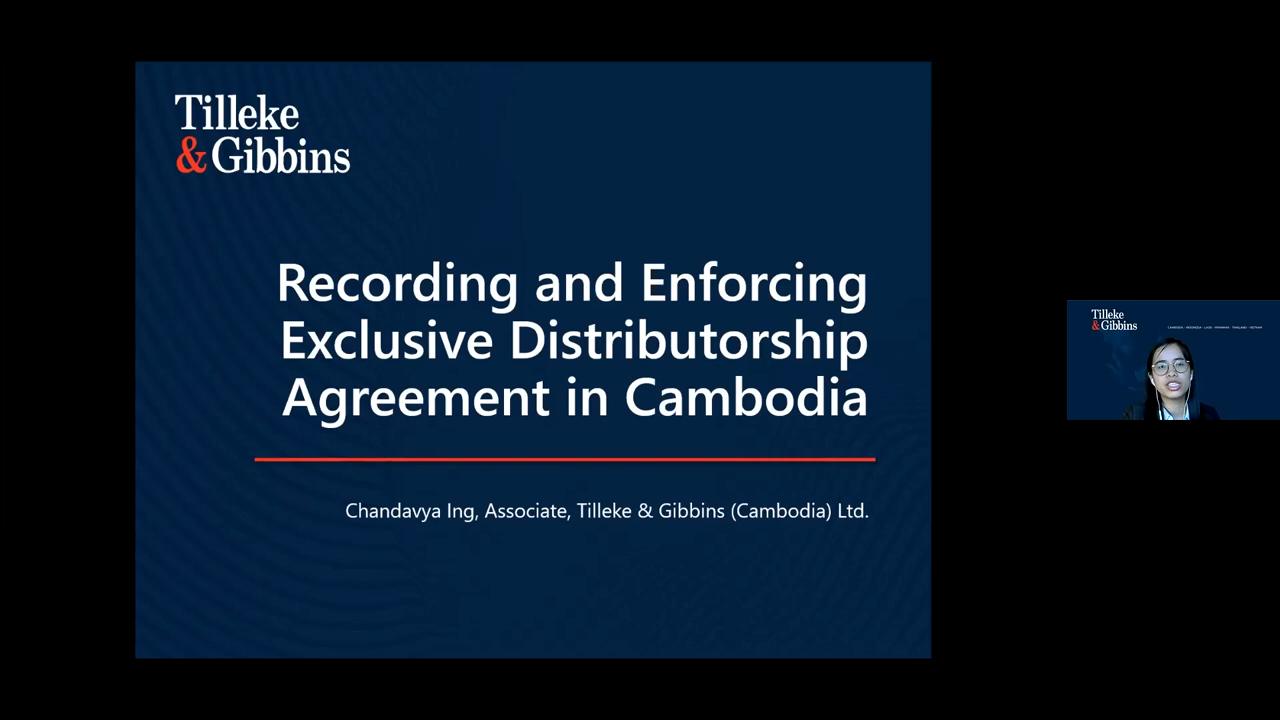 Tilleke
& Gibbins
Recording and Enforcing
Exclusive Distributorship
Agreement in Cambodia
Chandavya Ing, Associate, Tilleke & Gibbins (Cambodia) Ltd.
Tilleke
& Gibbins